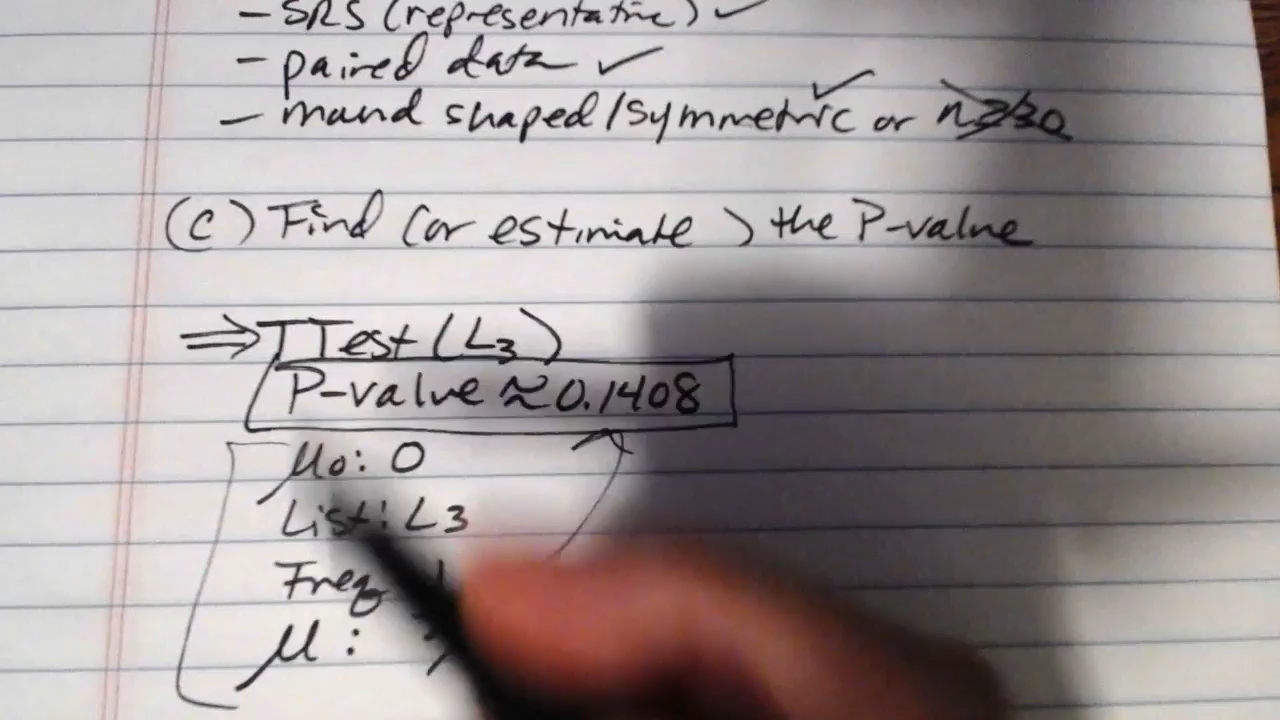 - SRS (representative) ✓
- paired data ✓
- mound shaped/symmetric ✓ or n≥30
(c) Find (or estimate) the P-value
⇒ TTest (L3)
P-value ≈ 0.1408
μ0: 0
List: L3
Freq
μ: